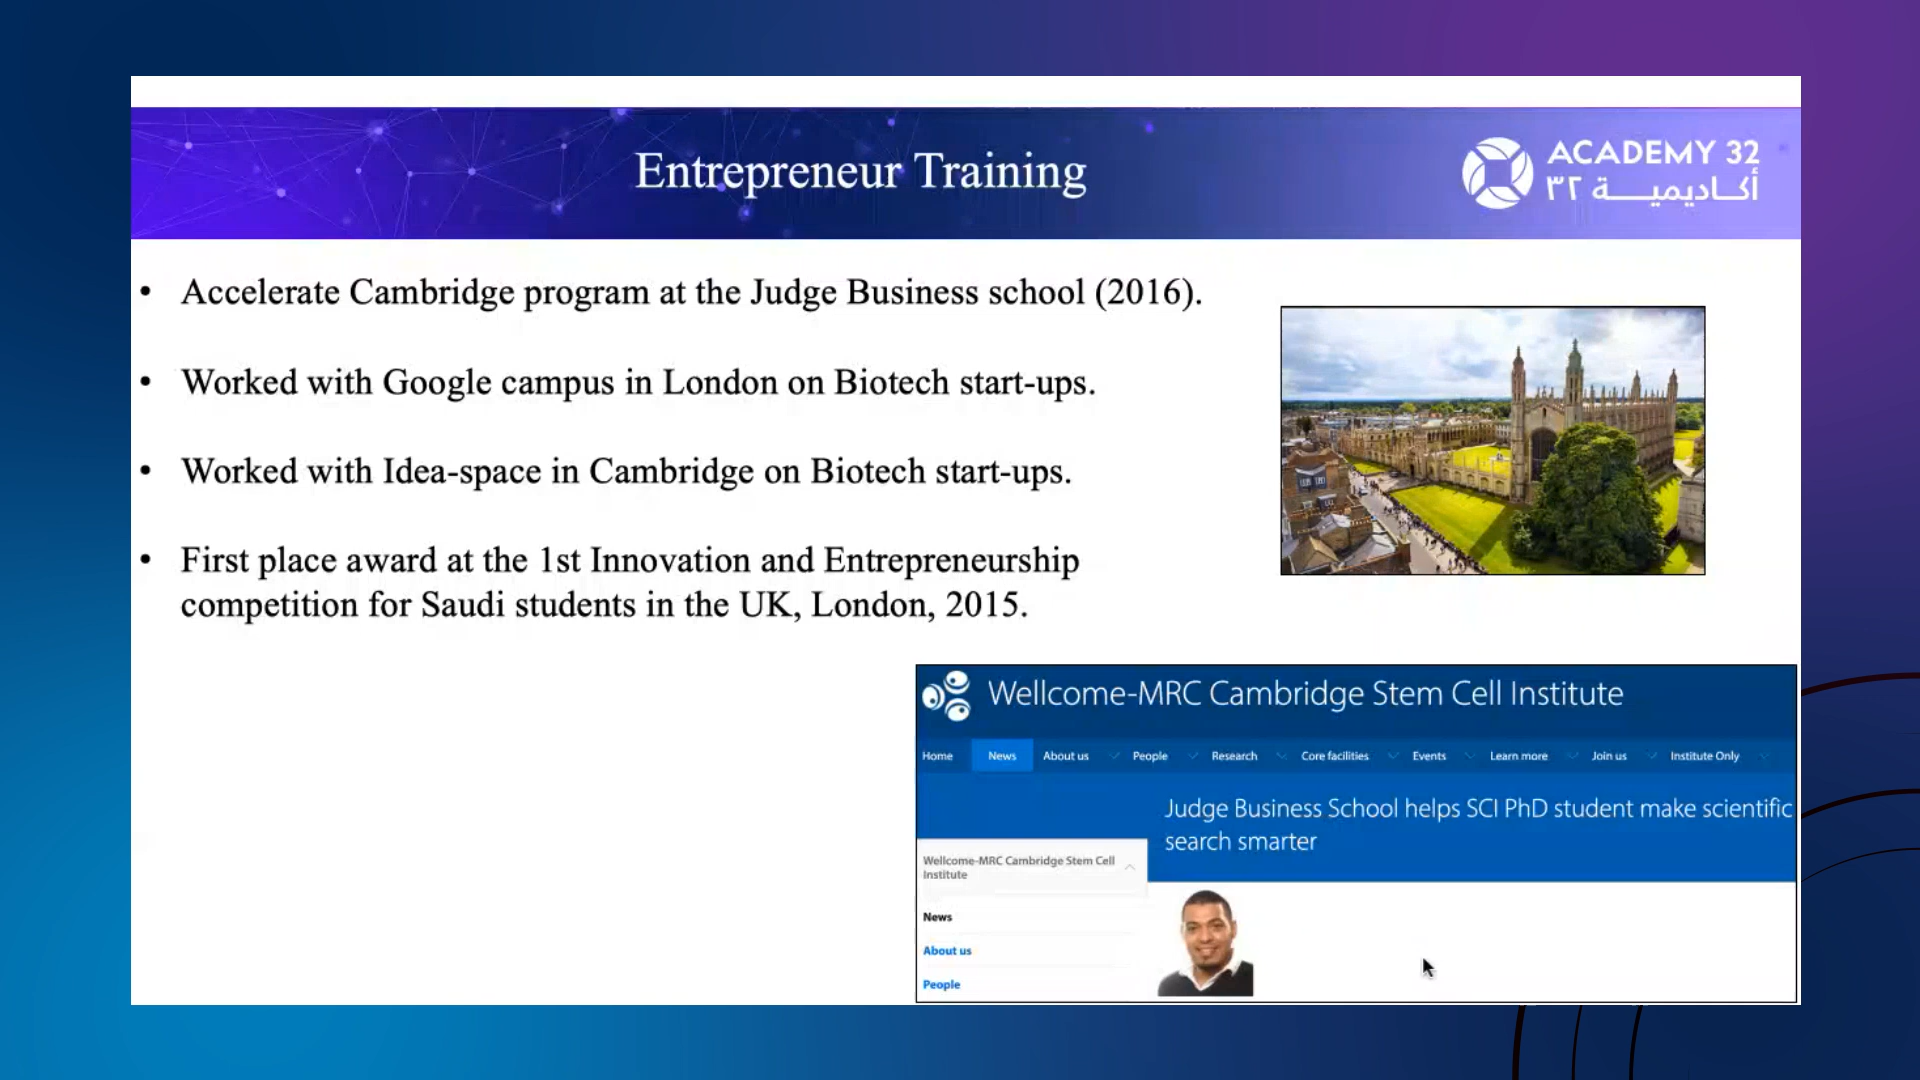 Entrepreneur Training
ACADEMY 32
أكاديمية ٣٢
• Accelerate Cambridge program at the Judge Business school (2016).
• Worked with Google campus in London on Biotech start-ups.
• Worked with Idea-space in Cambridge on Biotech start-ups.
• First place award at the 1st Innovation and Entrepreneurship
competition for Saudi students in the UK, London, 2015.
Wellcome-MRC Cambridge Stem Cell Institute
Home News About us People Research Core facilities Events Learn more Join us Institute Only
Judge Business School helps SCI PhD student make scientific
search smarter
Wellcome-MRC Cambridge Stem Cell
Institute
News
About us
People